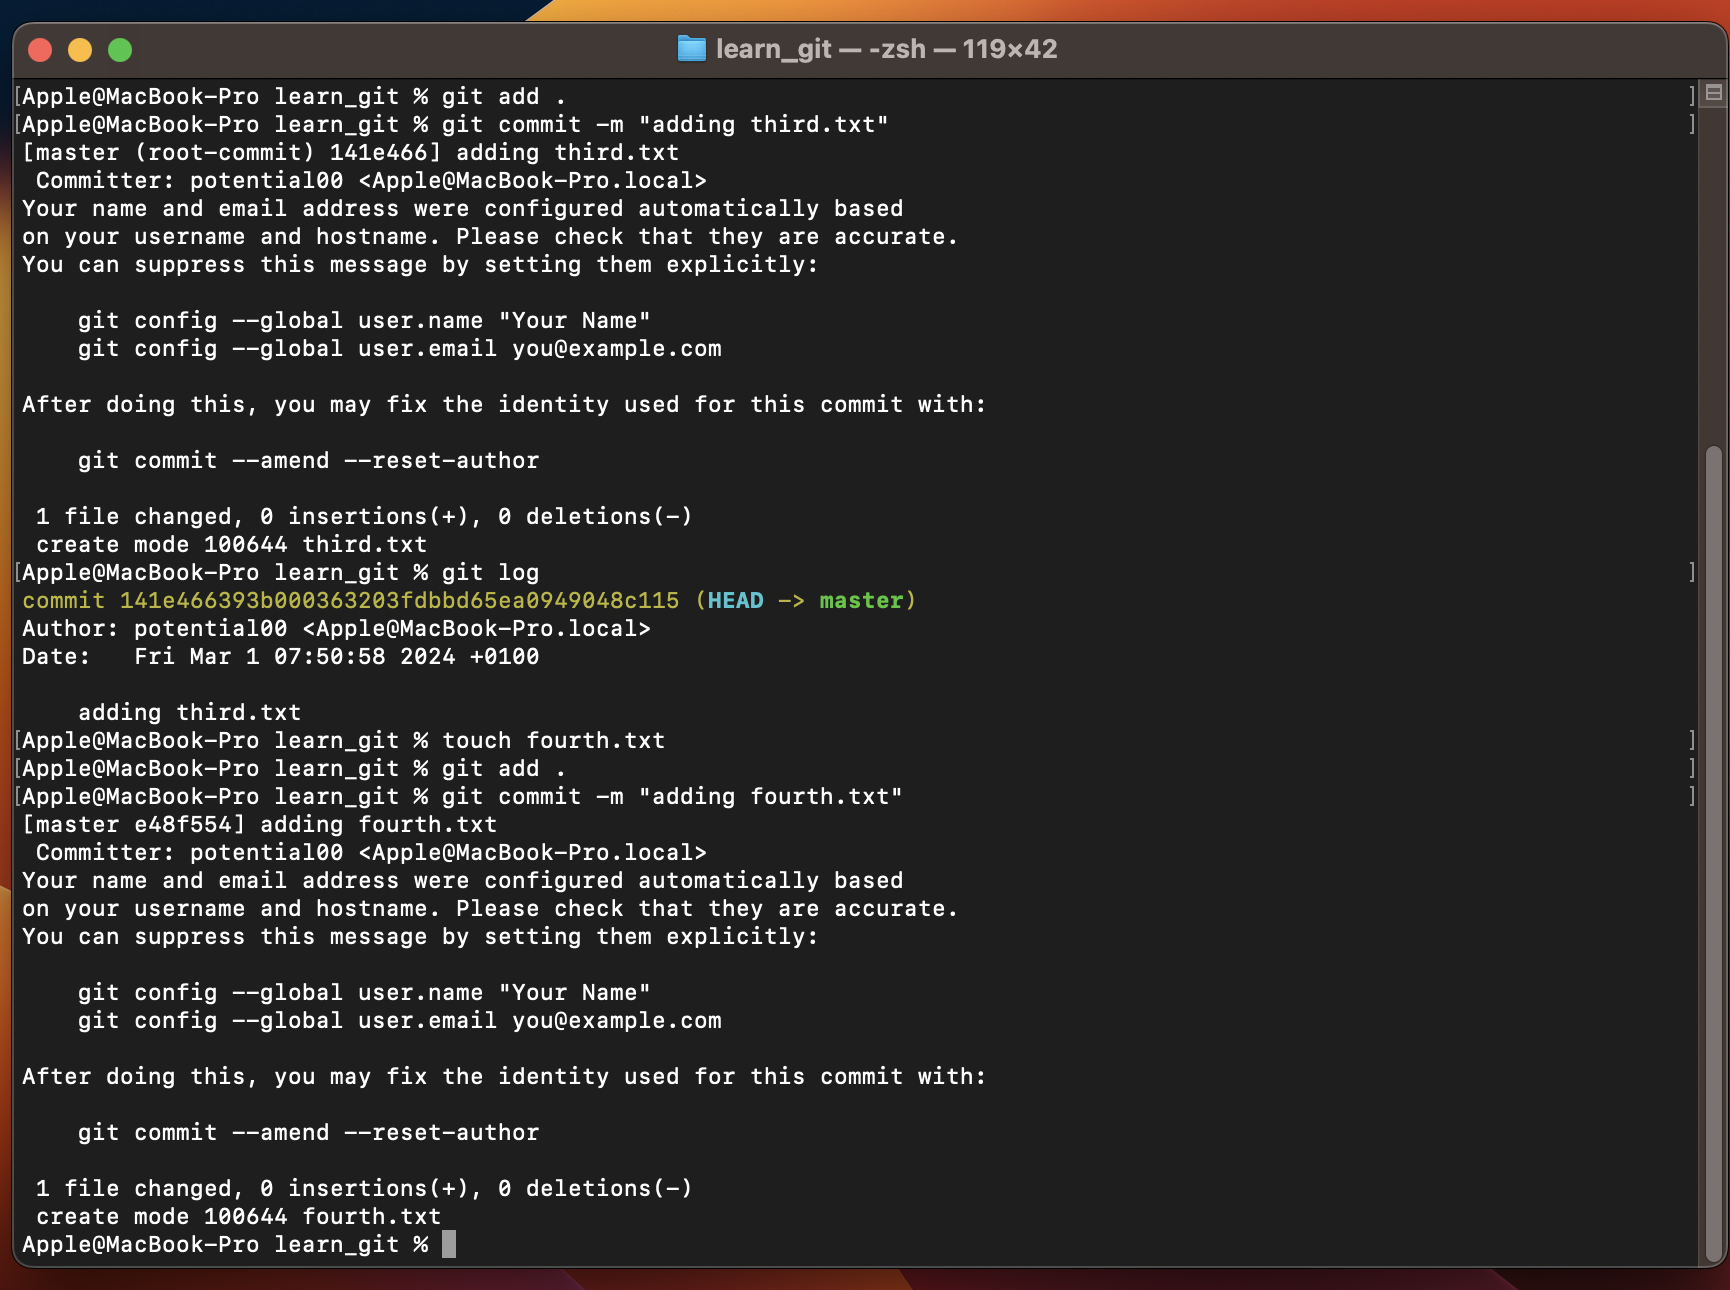 learn_git — -zsh — 119×42
[Apple@MacBook-Pro learn_git % git add . ]
[Apple@MacBook-Pro learn_git % git commit -m "adding third.txt" ]
[master (root-commit) 141e466] adding third.txt
 Committer: potential00 <Apple@MacBook-Pro.local>
Your name and email address were configured automatically based
on your username and hostname. Please check that they are accurate.
You can suppress this message by setting them explicitly:

    git config --global user.name "Your Name"
    git config --global user.email you@example.com

After doing this, you may fix the identity used for this commit with:

    git commit --amend --reset-author

 1 file changed, 0 insertions(+), 0 deletions(-)
 create mode 100644 third.txt
[Apple@MacBook-Pro learn_git % git log ]
commit 141e466393b000363203fdbbd65ea0949048c115 (HEAD -> master)
Author: potential00 <Apple@MacBook-Pro.local>
Date:   Fri Mar 1 07:50:58 2024 +0100

    adding third.txt
[Apple@MacBook-Pro learn_git % touch fourth.txt ]
[Apple@MacBook-Pro learn_git % git add . ]
[Apple@MacBook-Pro learn_git % git commit -m "adding fourth.txt" ]
[master e48f554] adding fourth.txt
 Committer: potential00 <Apple@MacBook-Pro.local>
Your name and email address were configured automatically based
on your username and hostname. Please check that they are accurate.
You can suppress this message by setting them explicitly:

    git config --global user.name "Your Name"
    git config --global user.email you@example.com

After doing this, you may fix the identity used for this commit with:

    git commit --amend --reset-author

 1 file changed, 0 insertions(+), 0 deletions(-)
 create mode 100644 fourth.txt
Apple@MacBook-Pro learn_git %